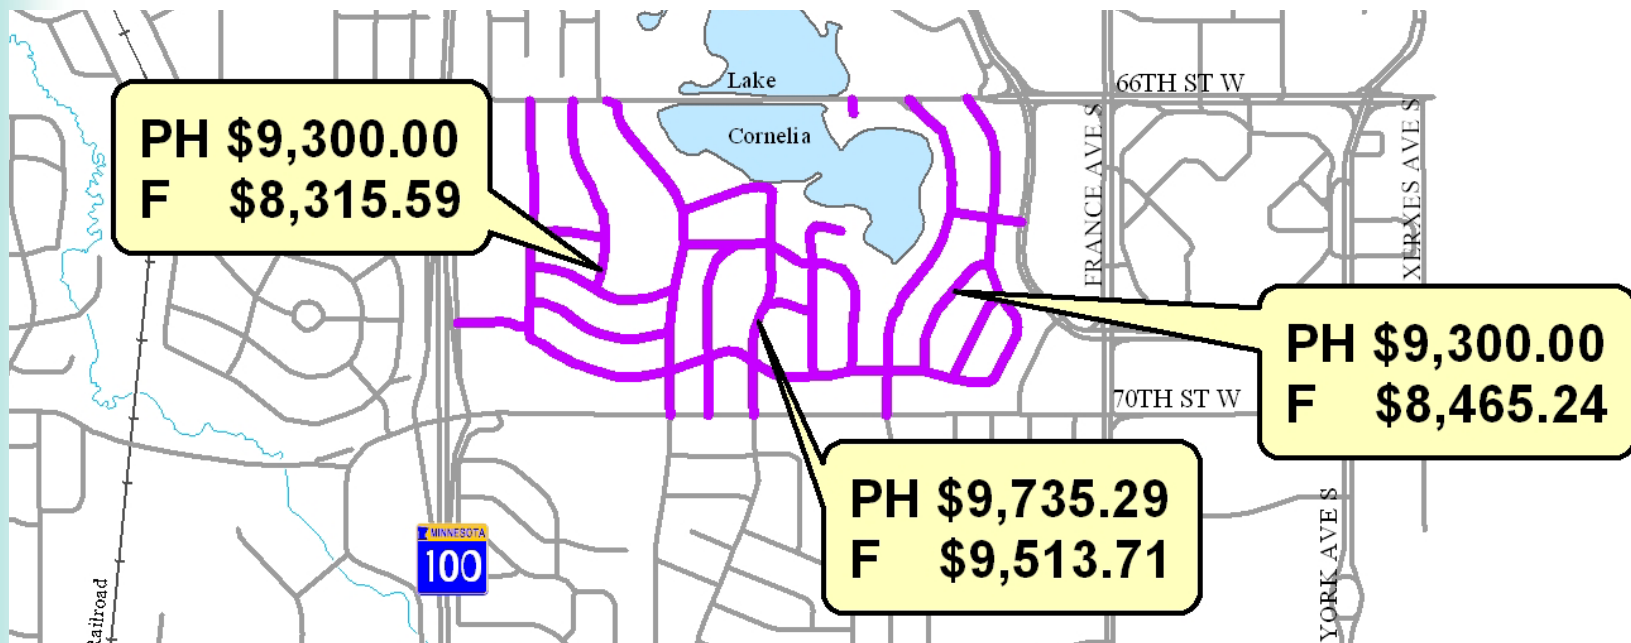 Lake
Cornelia
66TH ST W
FRANCE AVE S
XERXES AVE S
PH $9,300.00
F $8,315.59
PH $9,300.00
F $8,465.24
70TH ST W
PH $9,735.29
F $9,513.71
YORK AVE S
MINNESOTA
100
Railroad